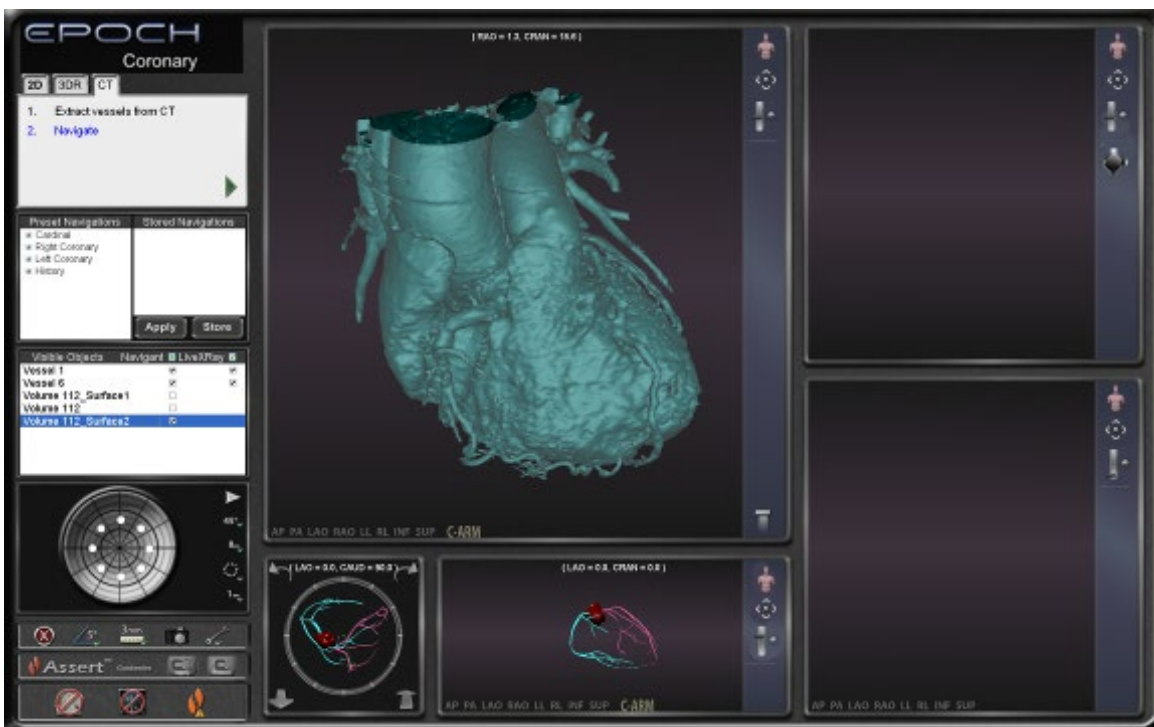 EPOCH
Coronary
2D 3DR CT
1. Extract vessels from CT
2. Navigate
Preset Navigations Stored Navigations
Cardinal
Right Coronary
Left Coronary
History
Apply Store
Visible Objects Navigant LiveXRay
Vessel 1
Vessel 6
Volume 112_Surface1
Volume 112
Volume 112_Surface2
45°
5°
3mm
Assert™
( RAO = 1.3, CRAN = 16.6 )
AP PA LAO RAO LL RL INF SUP C-ARM
( LAO = 0.0, CAUD = 90.0 )
( LAO = 0.0, CRAN = 0.0 )
AP PA LAO RAO LL RL INF SUP C-ARM
AP PA LAO RAO LL RL INF SUP